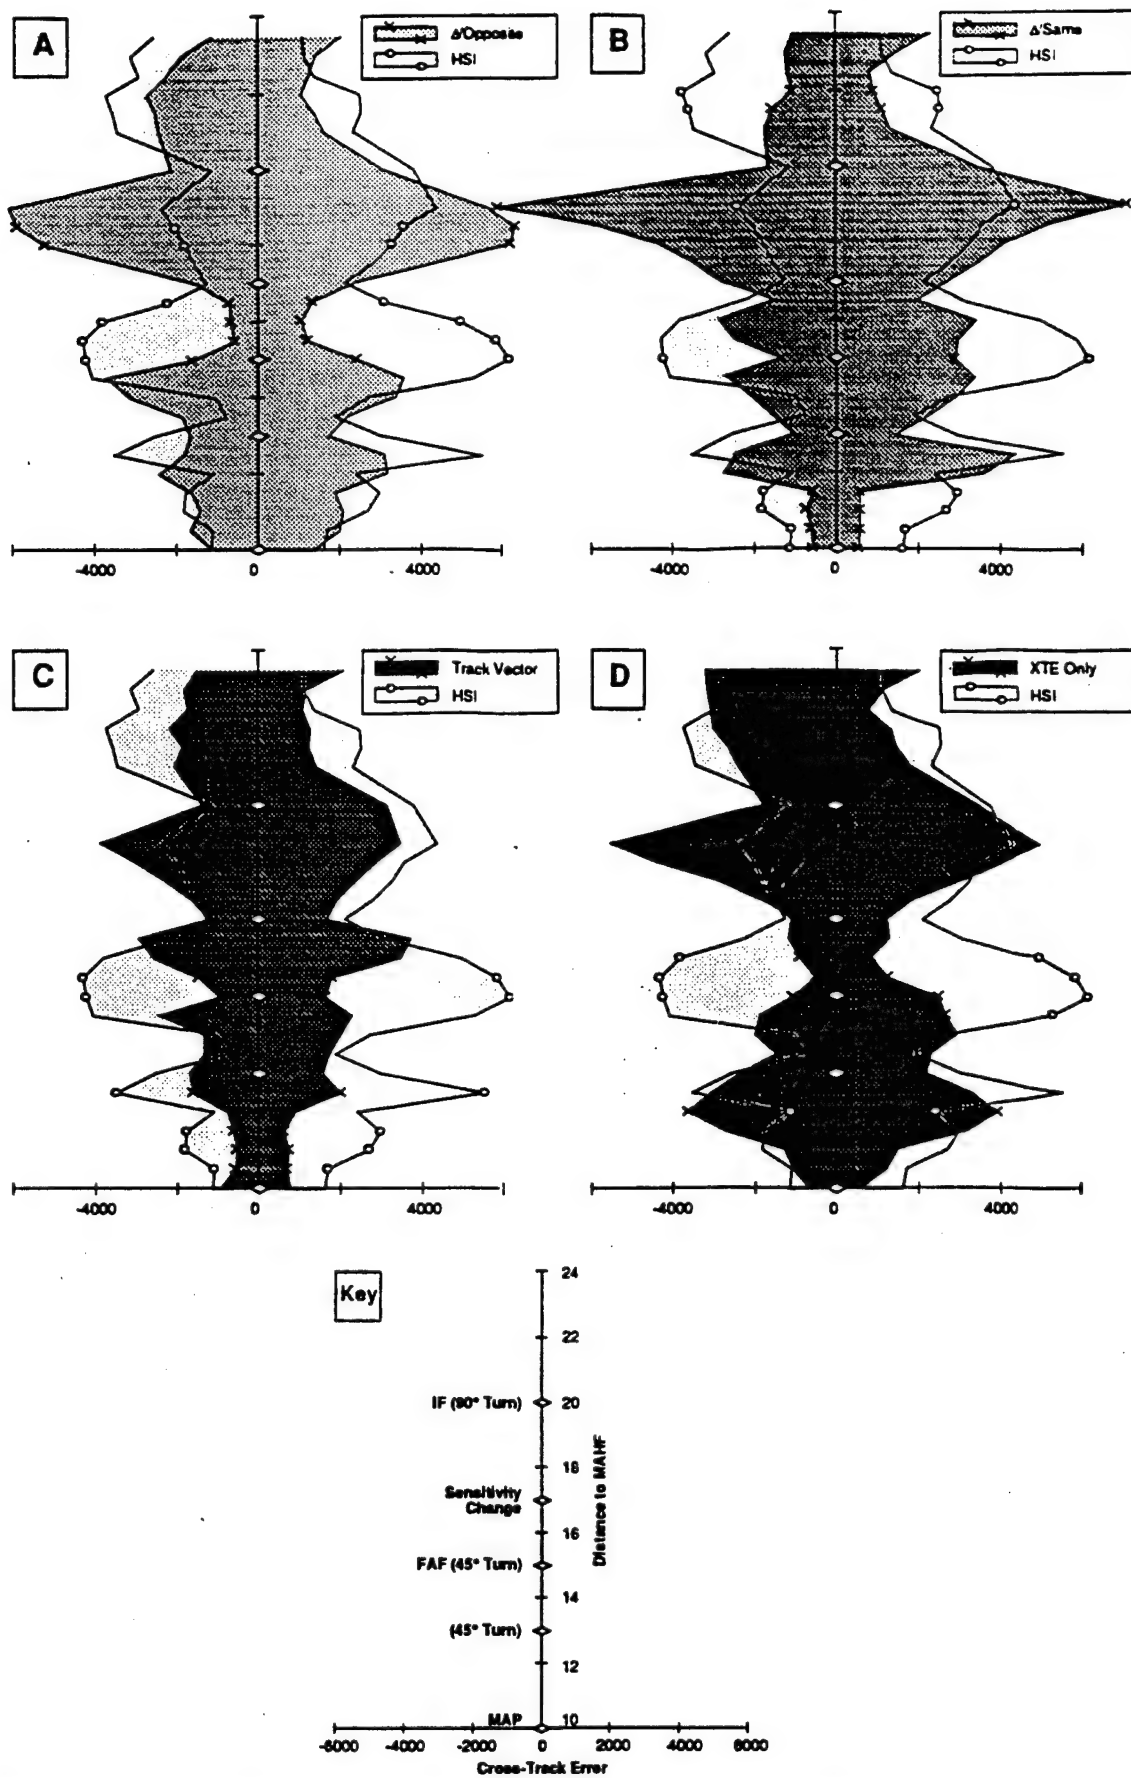 A
Δ/Opposite
HSI
B
Δ/Same
HSI
-4000 0 4000
-4000 0 4000
C
Track Vector
HSI
D
XTE Only
HSI
-4000 0 4000
-4000 0 4000
Key
24
22
IF (90° Turn) 20
18
Sensitivity
Change
16
FAF (45° Turn)
14
(45° Turn)
12
MAP 10
Distance to MAHF
-6000 -4000 -2000 0 2000 4000 6000
Cross-Track Error